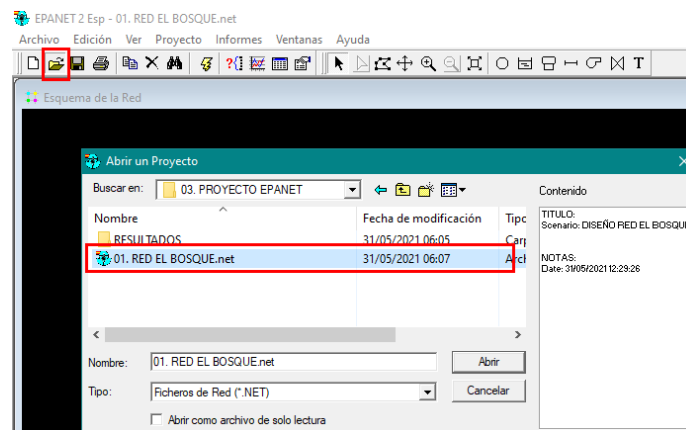 EPANET 2 Esp - 01. RED EL BOSQUE.net
Archivo Edición Ver Proyecto Informes Ventanas Ayuda
T
Esquema de la Red
Abrir un Proyecto
Buscar en: 03. PROYECTO EPANET
Contenido
Nombre Fecha de modificación Tipc
TITULO:
Scenario: DISEÑO RED EL BOSQUE
RESULTADOS 31/05/2021 06:05 Carp
01. RED EL BOSQUE.net 31/05/2021 06:07 Arch
NOTAS:
Date: 31/05/2021 12:29:26
Nombre: 01. RED EL BOSQUE.net Abrir
Tipo: Ficheros de Red (*.NET) Cancelar
Abrir como archivo de solo lectura